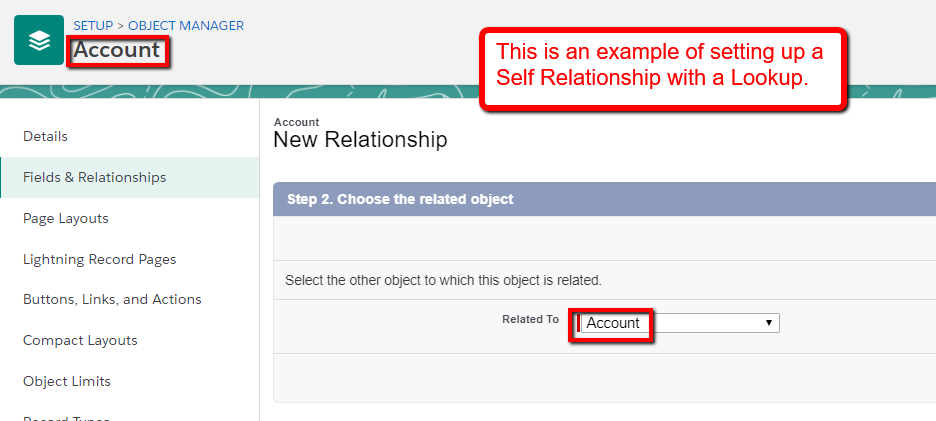 SETUP > OBJECT MANAGER
Account
This is an example of setting up a
Self Relationship with a Lookup.
Details
Fields & Relationships
Page Layouts
Lightning Record Pages
Buttons, Links, and Actions
Compact Layouts
Object Limits
Record Types
Account
New Relationship
Step 2. Choose the related object
Select the other object to which this object is related.
Related To
Account